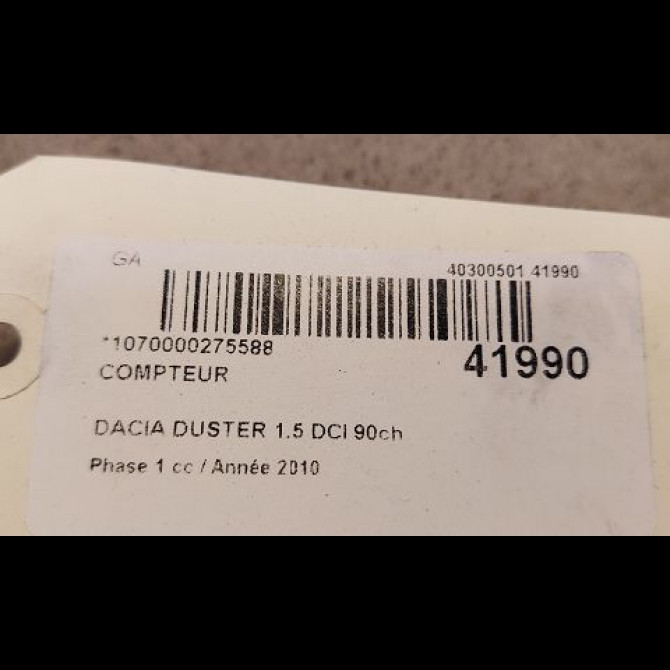 GA
40300501 41990
*1070000275588
41990
COMPTEUR
DACIA DUSTER 1.5 DCI 90ch
Phase 1 cc / Année 2010